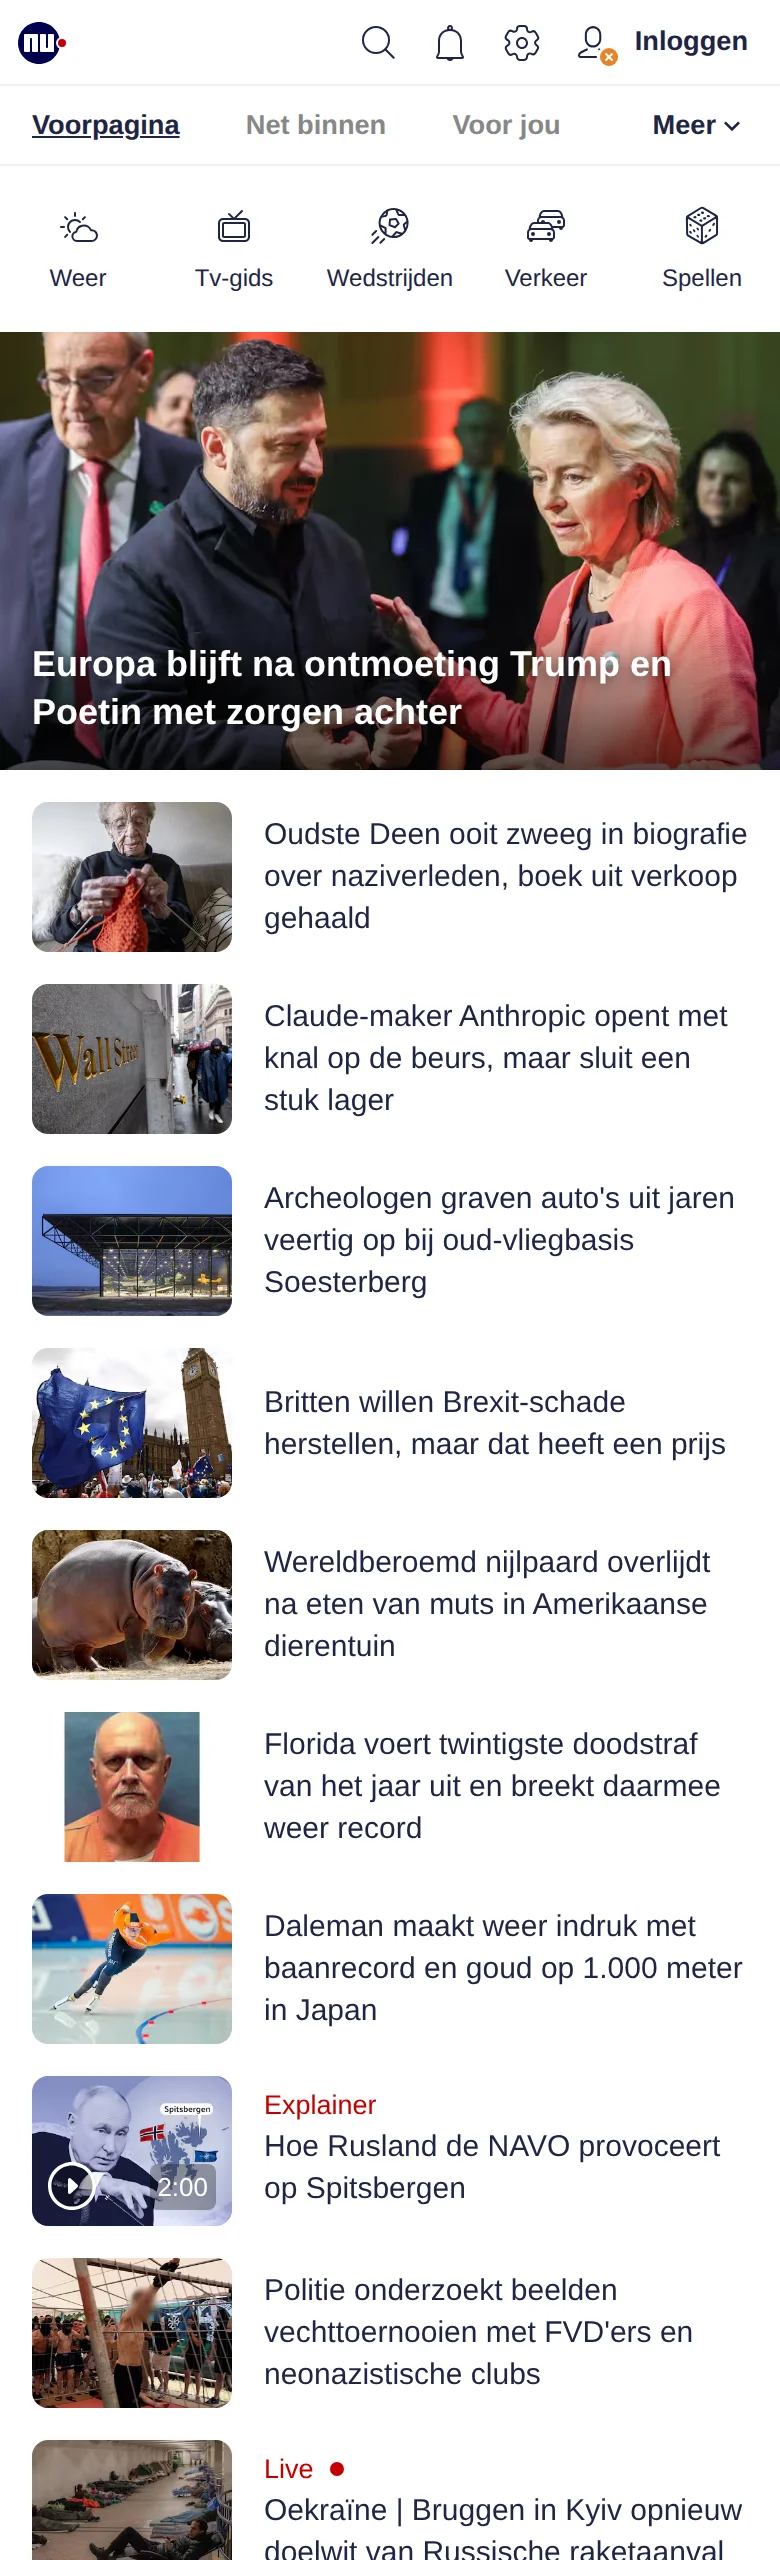 nu
Inloggen
Voorpagina
Net binnen
Voor jou
Meer
Weer
Tv-gids
Wedstrijden
Verkeer
Spellen
Europa blijft na ontmoeting Trump en
Poetin met zorgen achter
Oudste Deen ooit zweeg in biografie
over naziverleden, boek uit verkoop
gehaald
Wall Street
Claude-maker Anthropic opent met
knal op de beurs, maar sluit een
stuk lager
Archeologen graven auto's uit jaren
veertig op bij oud-vliegbasis
Soesterberg
Britten willen Brexit-schade
herstellen, maar dat heeft een prijs
Wereldberoemd nijlpaard overlijdt
na eten van muts in Amerikaanse
dierentuin
Florida voert twintigste doodstraf
van het jaar uit en breekt daarmee
weer record
Daleman maakt weer indruk met
baanrecord en goud op 1.000 meter
in Japan
Spitsbergen
2:00
Explainer
Hoe Rusland de NAVO provoceert
op Spitsbergen
Politie onderzoekt beelden
vechttoernooien met FVD'ers en
neonazistische clubs
Live
Oekraïne | Bruggen in Kyiv opnieuw
doelwit van Russische raketaanval